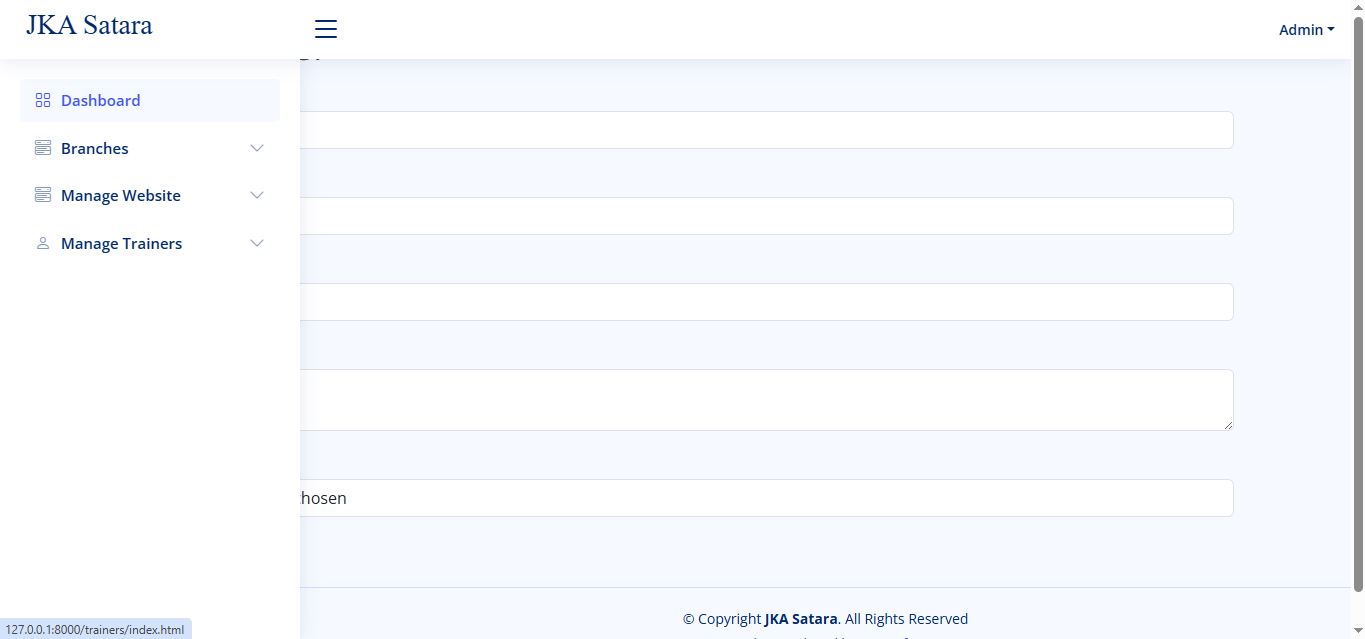 JKA Satara
Admin
Dashboard
Branches
Manage Website
Manage Trainers
hosen
© Copyright JKA Satara. All Rights Reserved
127.0.0.1:8000/trainers/index.html